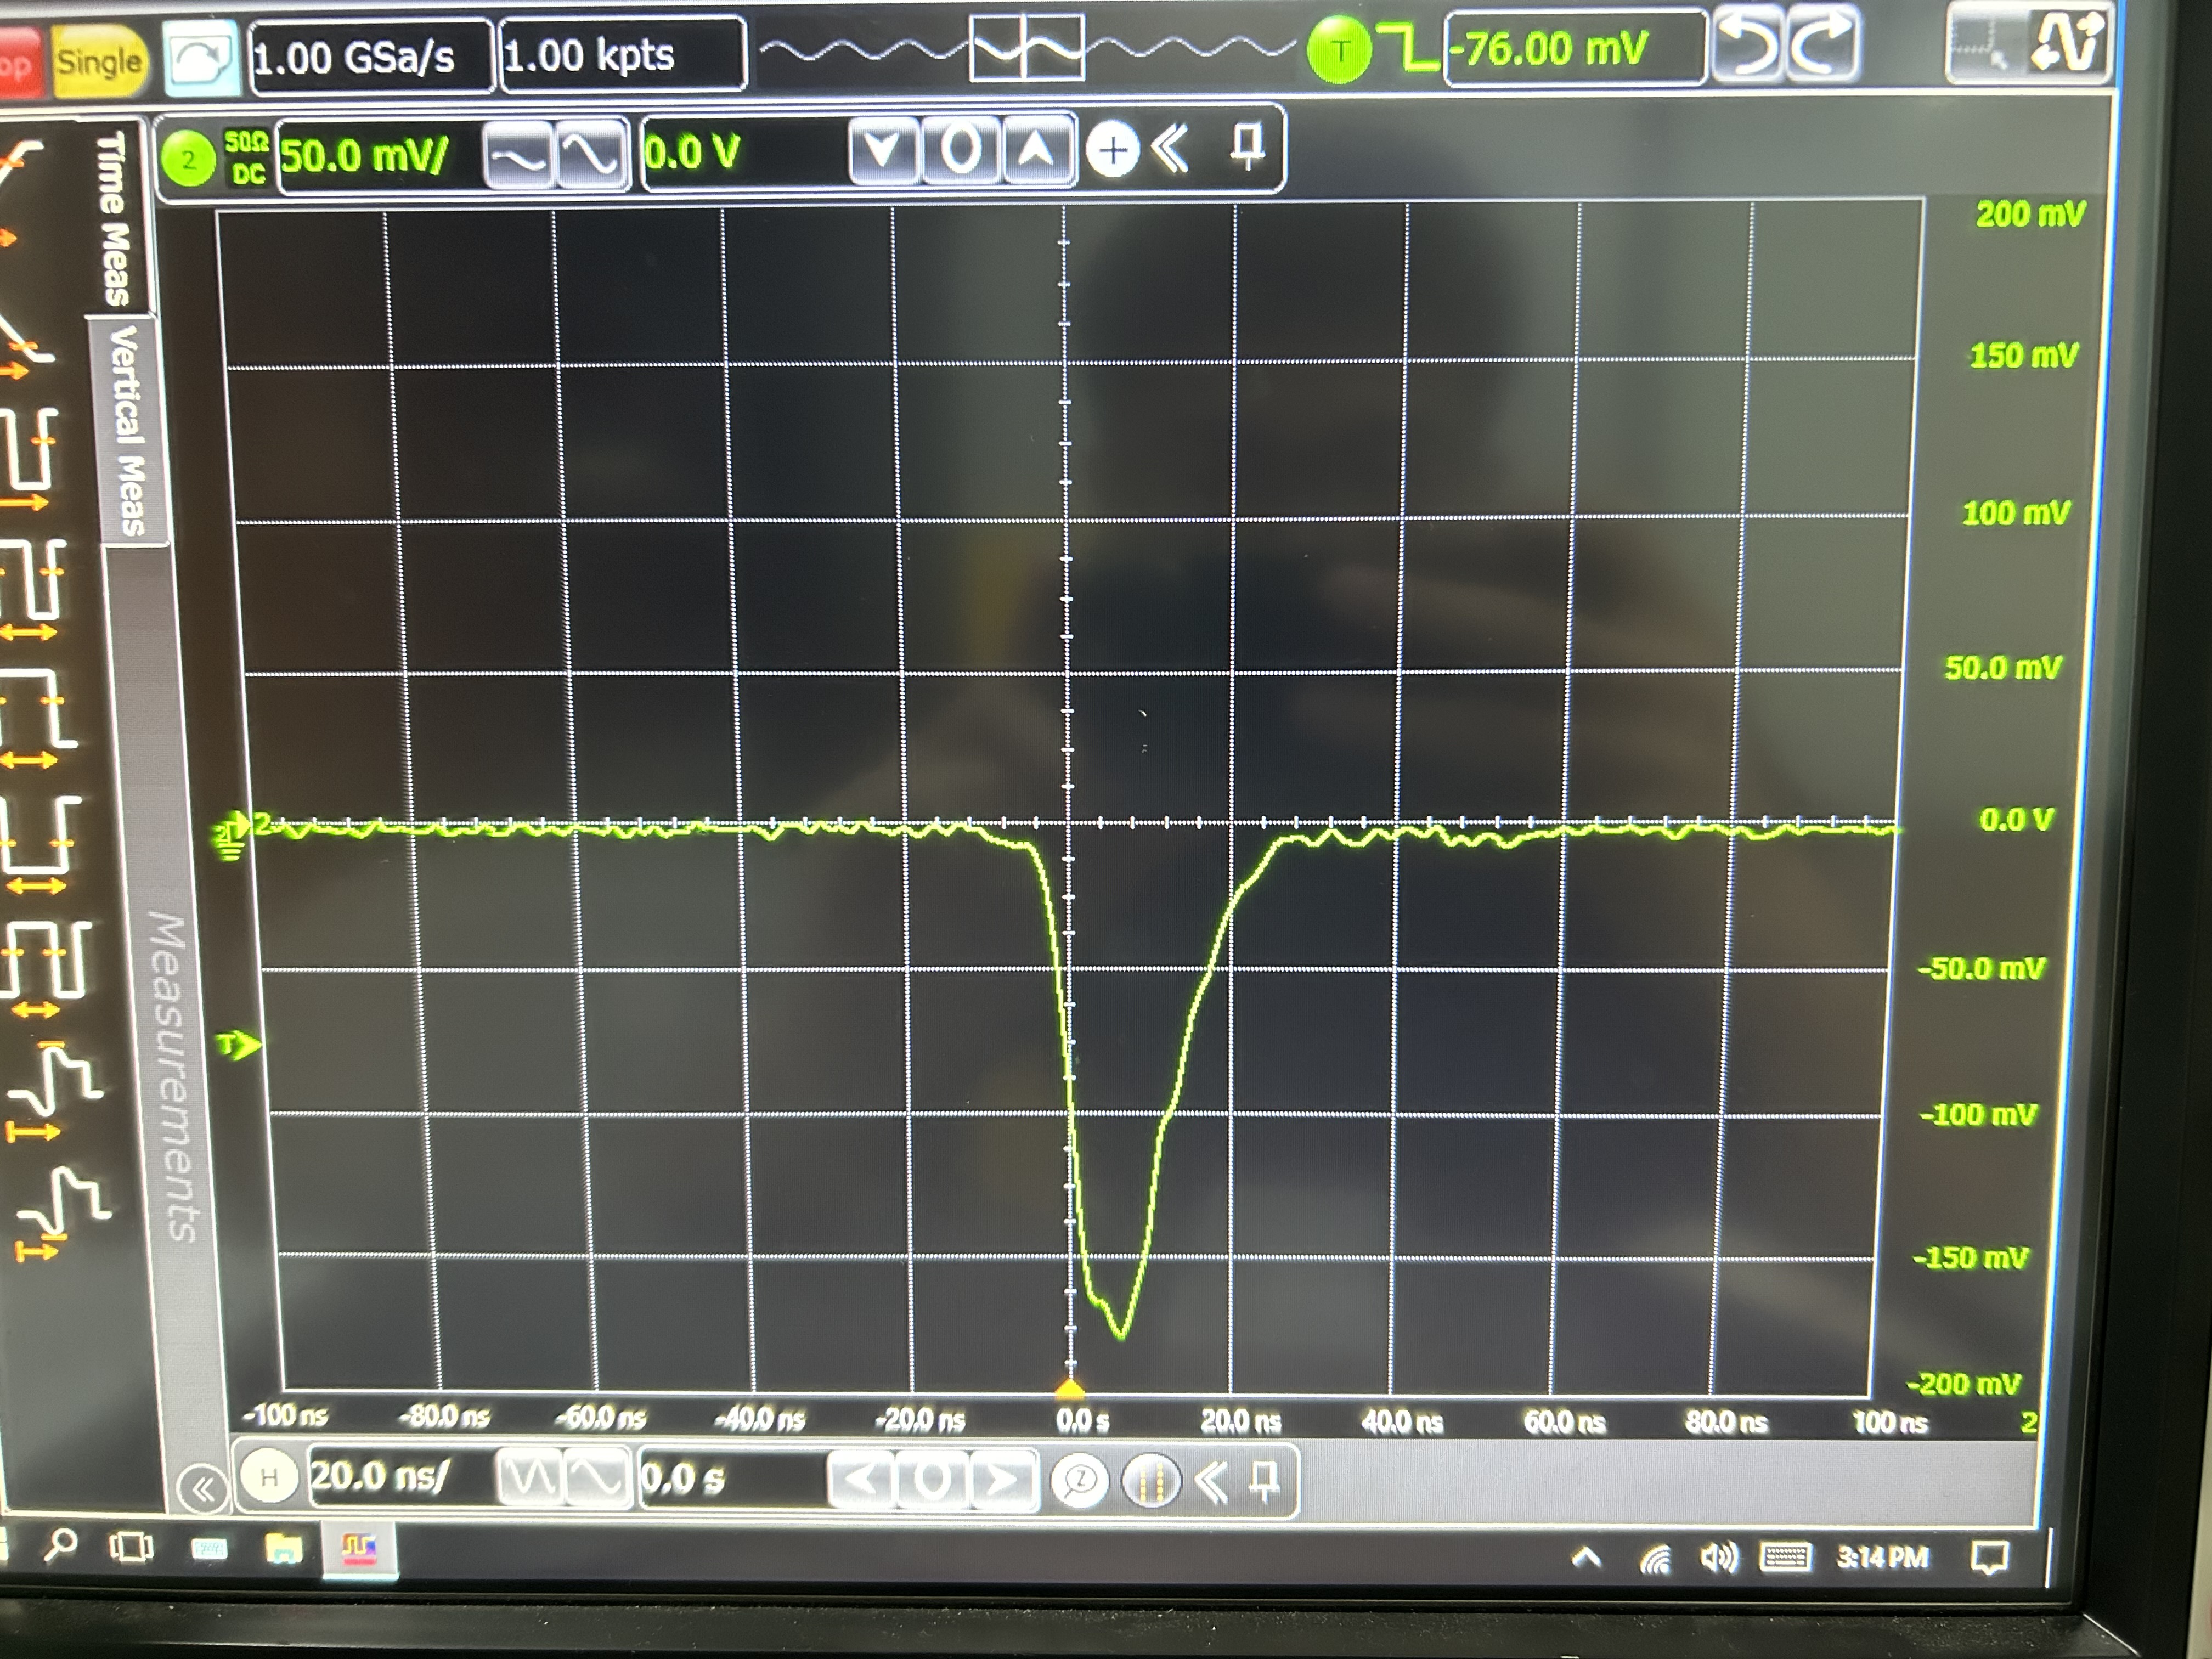 op Single 1.00 GSa/s 1.00 kpts T -76.00 mV
2 50Ω DC 50.0 mV/ 0.0 V
Time Meas
Vertical Meas
Measurements
200 mV
150 mV
100 mV
50.0 mV
2 0.0 V
-50.0 mV
T
-100 mV
-150 mV
-200 mV
-100 ns -80.0 ns -60.0 ns -40.0 ns -20.0 ns 0.0 s 20.0 ns 40.0 ns 60.0 ns 80.0 ns 100 ns 2
H 20.0 ns/ 0.0 s Z
3:14 PM